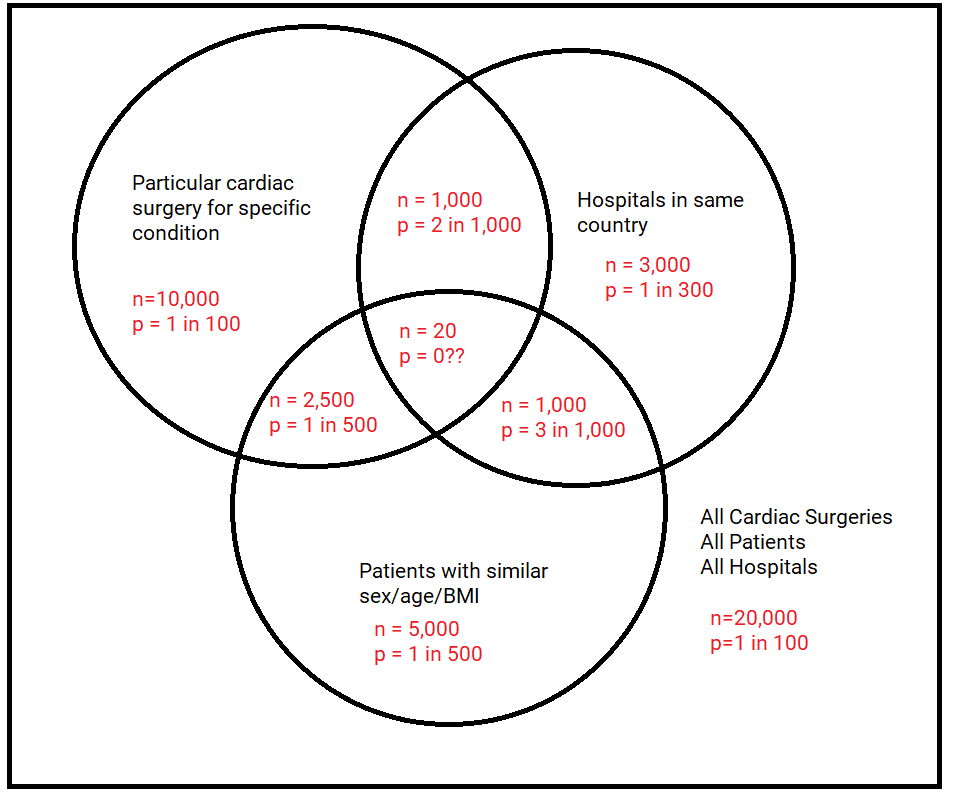 Particular cardiac
surgery for specific
condition
n=10,000
p = 1 in 100
n = 1,000
p = 2 in 1,000
Hospitals in same
country
n = 3,000
p = 1 in 300
n = 20
p = 0??
n = 2,500
p = 1 in 500
n = 1,000
p = 3 in 1,000
Patients with similar
sex/age/BMI
n = 5,000
p = 1 in 500
All Cardiac Surgeries
All Patients
All Hospitals
n=20,000
p=1 in 100